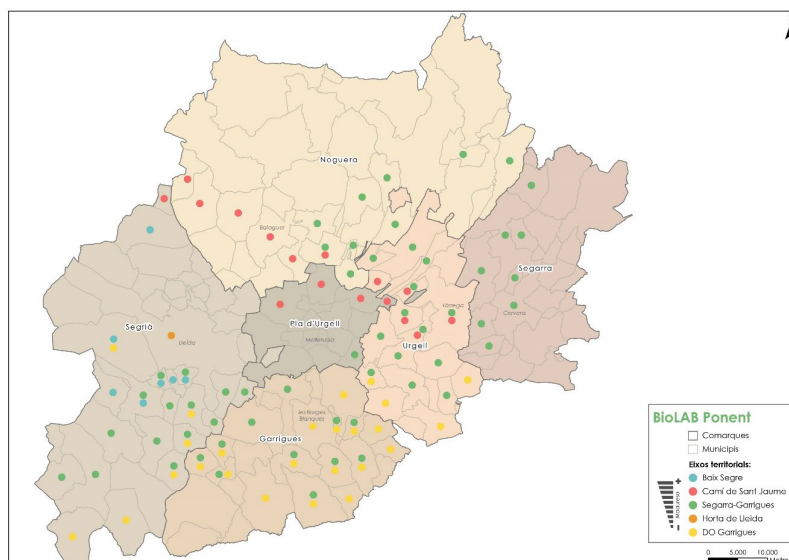 Noguera
Balaguer
Segarra
Cervera
Tàrrega
Segrià
Pla d'Urgell
Mollerussa
Lleida
Urgell
les Borges
Blanques
Garrigues
BioLAB Ponent
Comarques
Municipis
Eixos territorials:
Baix Segre
Camí de Sant Jaume
Segarra-Garrigues
Horta de Lleida
DO Garrigues
+
Maduresa
-
0 5.000 10.000